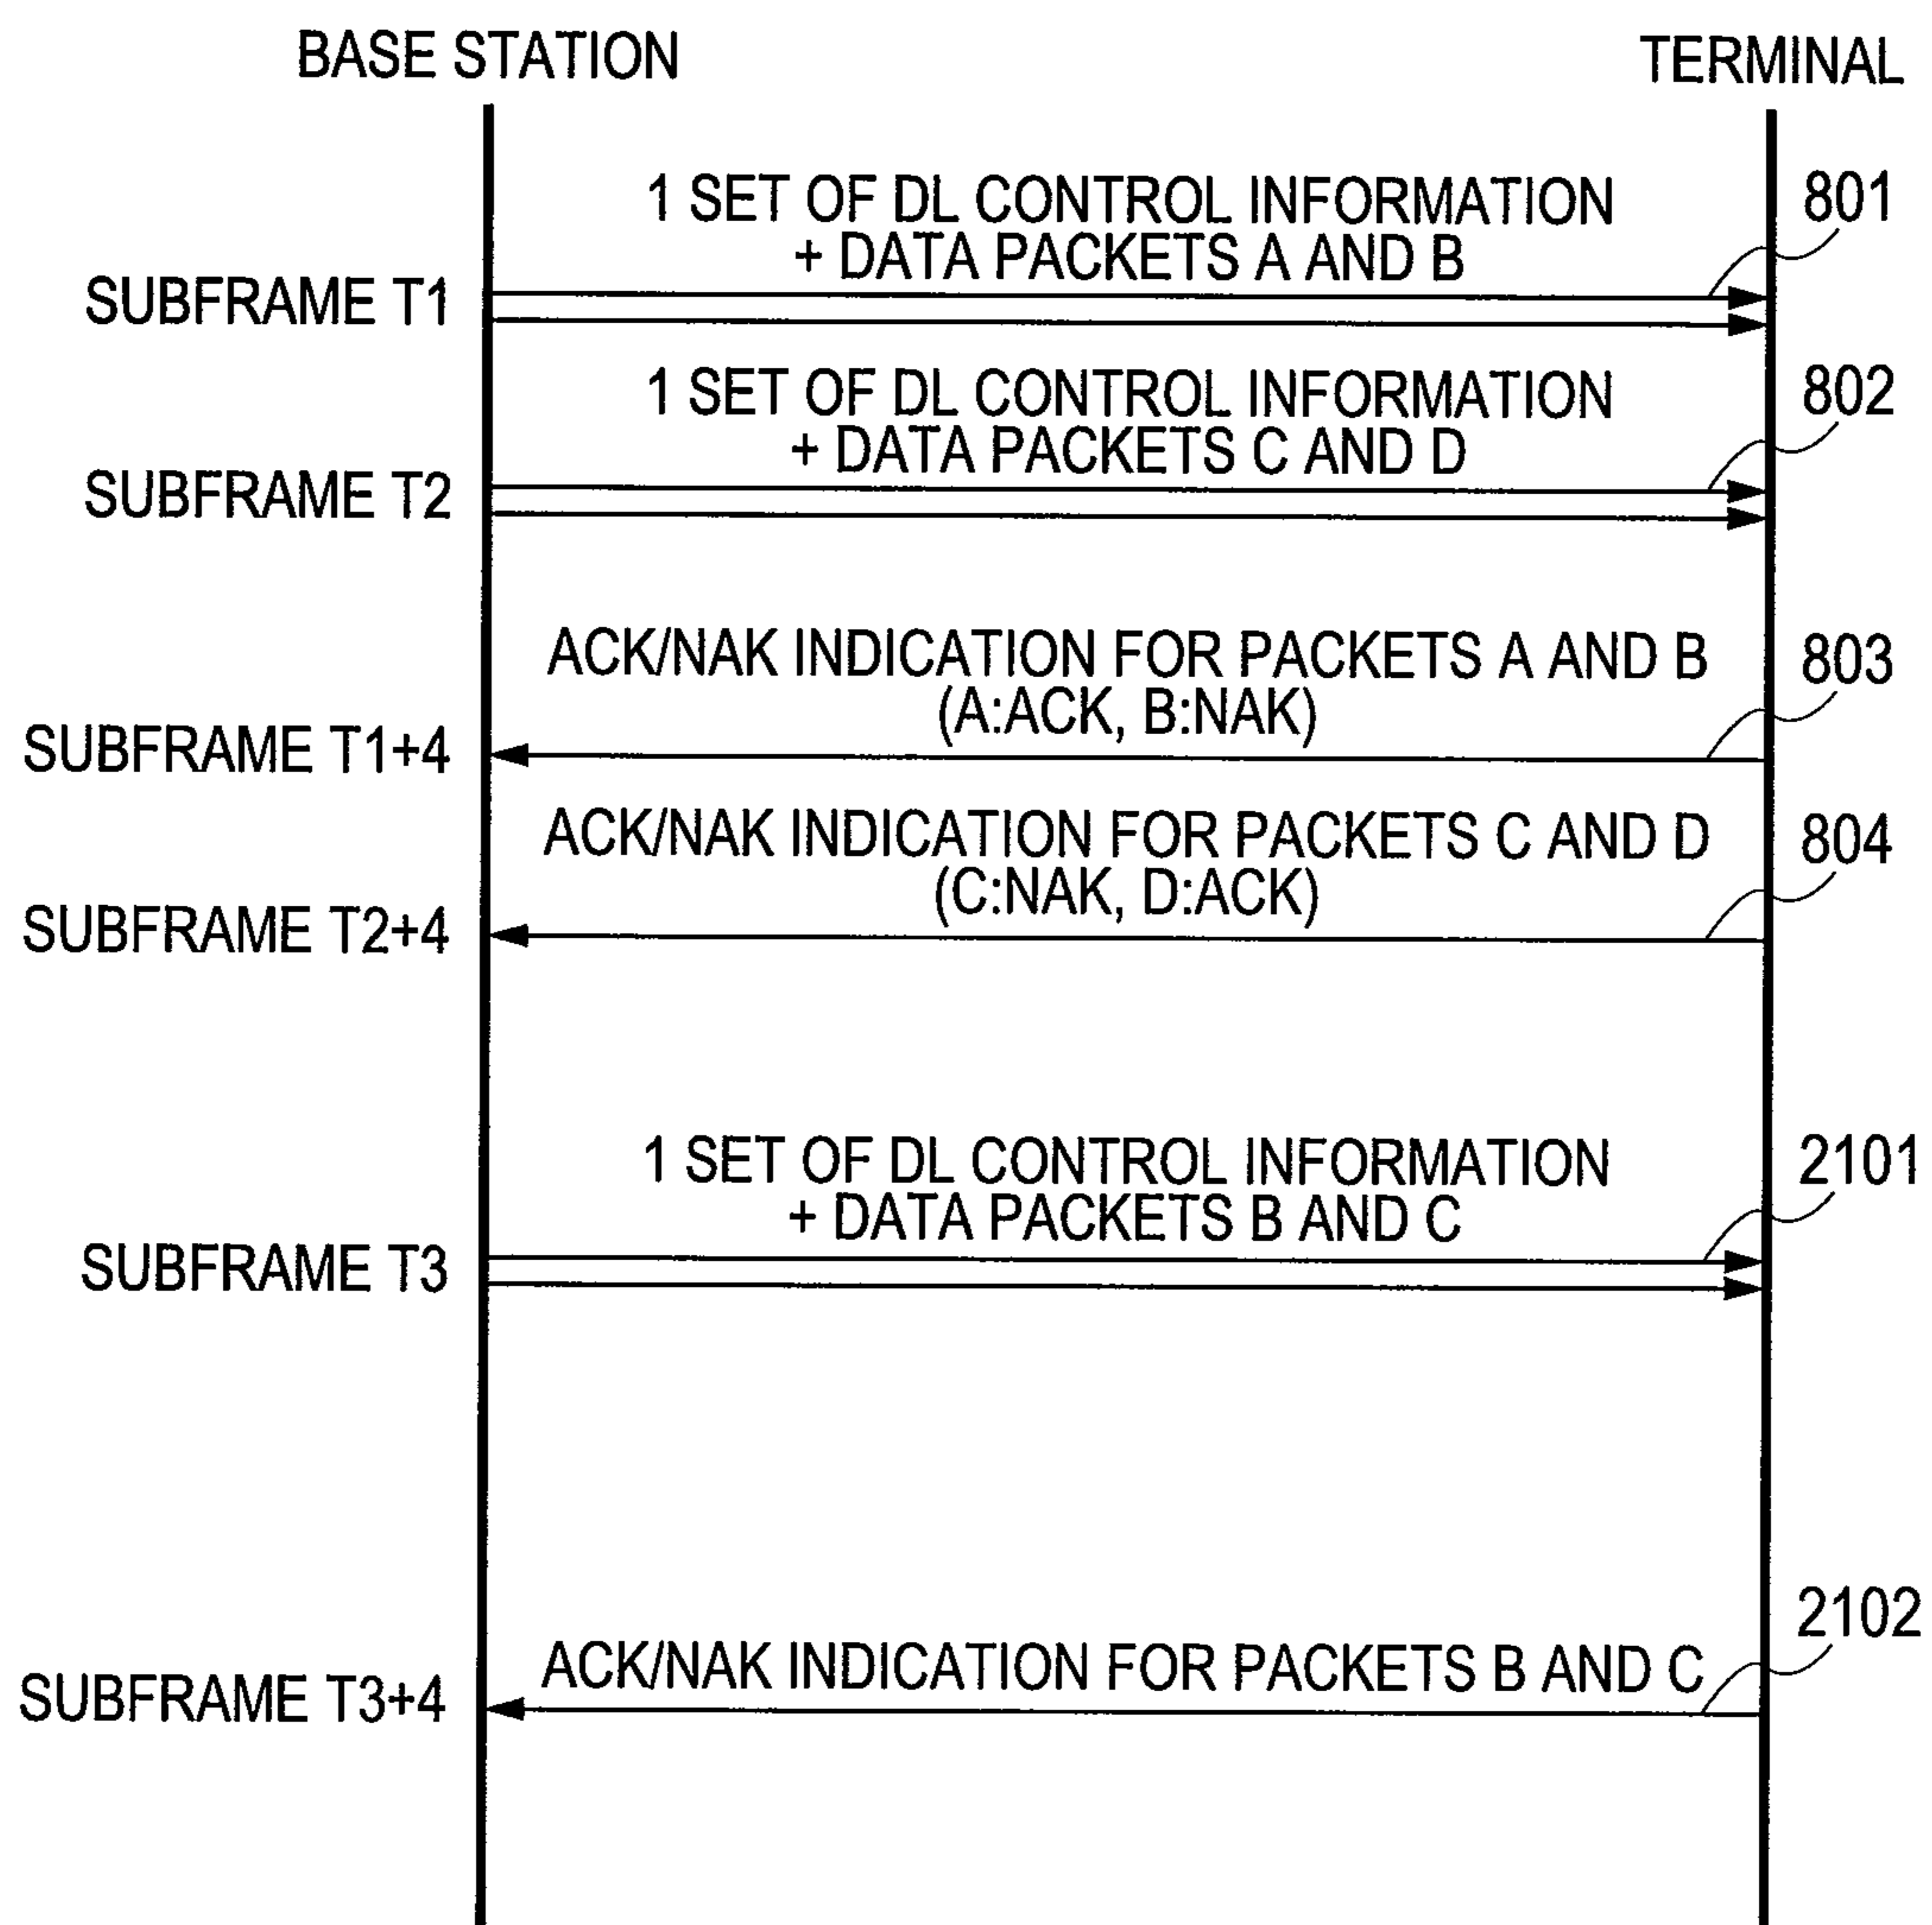 BASE STATION
TERMINAL
1 SET OF DL CONTROL INFORMATION
+ DATA PACKETS A AND B
801
SUBFRAME T1
1 SET OF DL CONTROL INFORMATION
+ DATA PACKETS C AND D
802
SUBFRAME T2
ACK/NAK INDICATION FOR PACKETS A AND B
(A:ACK, B:NAK)
803
SUBFRAME T1+4
ACK/NAK INDICATION FOR PACKETS C AND D
(C:NAK, D:ACK)
804
SUBFRAME T2+4
1 SET OF DL CONTROL INFORMATION
+ DATA PACKETS B AND C
2101
SUBFRAME T3
ACK/NAK INDICATION FOR PACKETS B AND C
2102
SUBFRAME T3+4